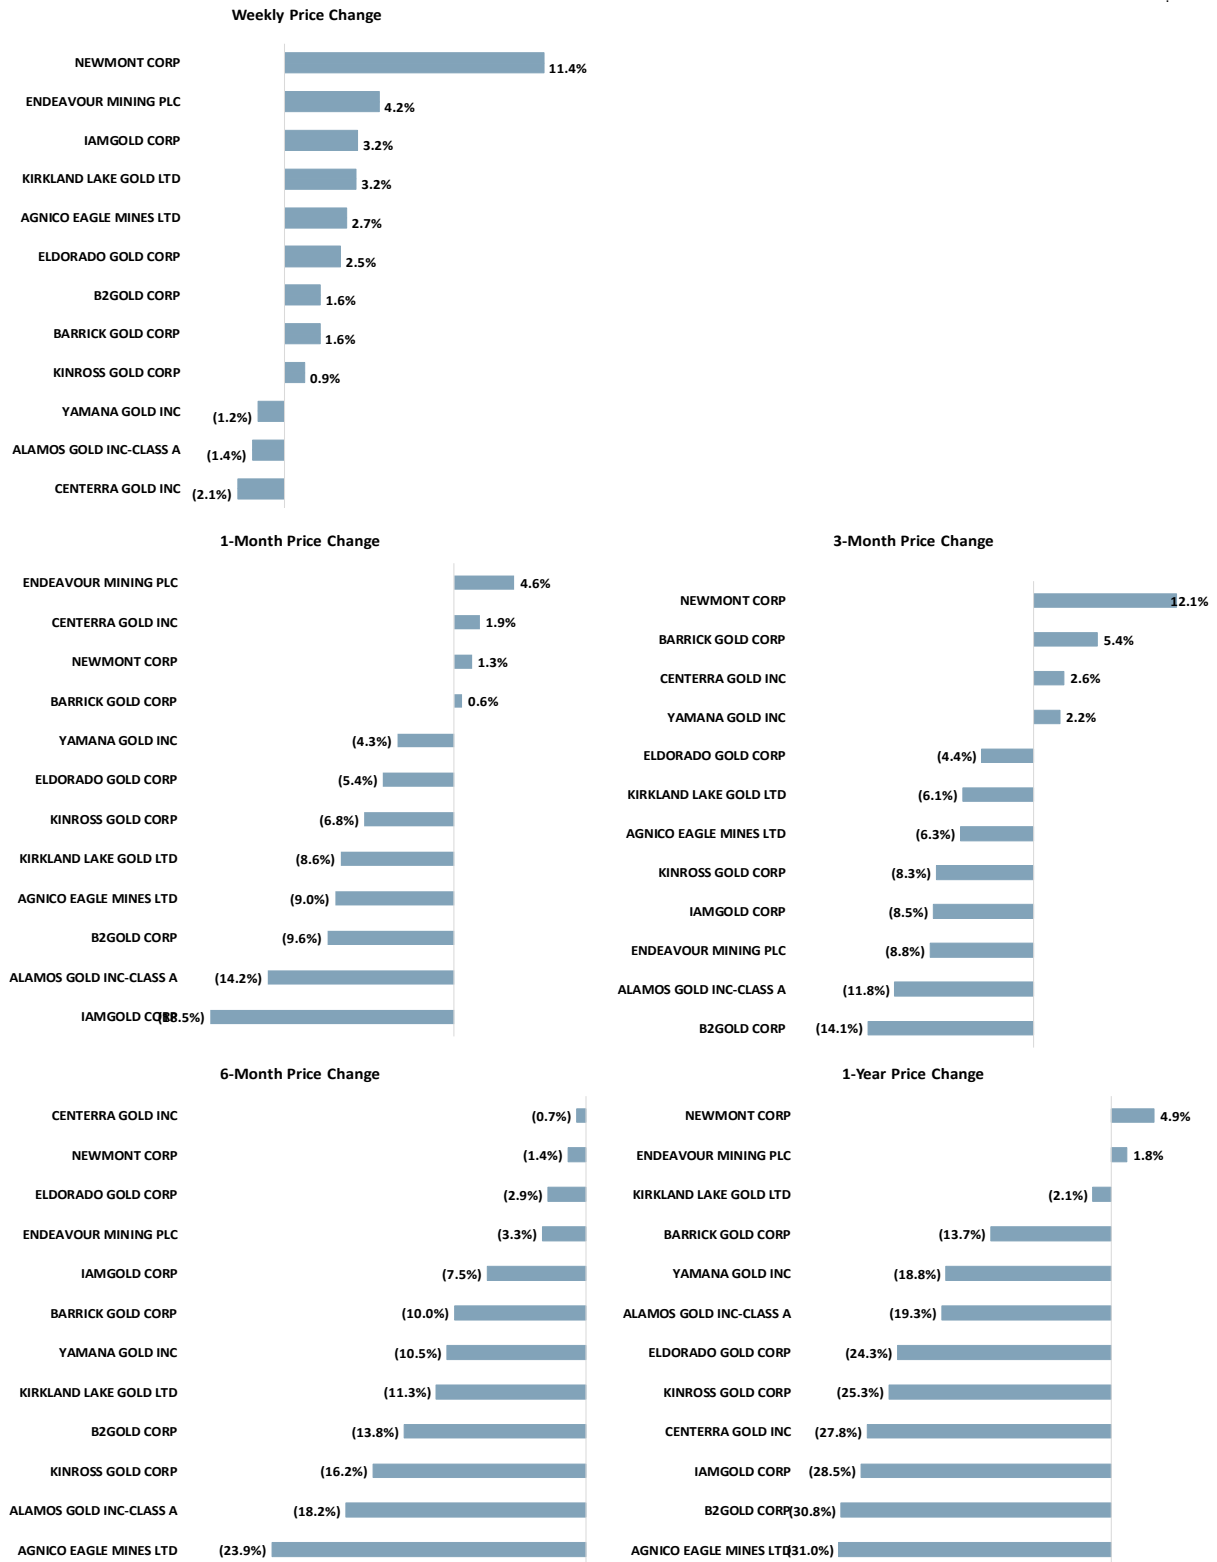 Weekly Price Change
NEWMONT CORP 11.4%
ENDEAVOUR MINING PLC 4.2%
IAMGOLD CORP 3.2%
KIRKLAND LAKE GOLD LTD 3.2%
AGNICO EAGLE MINES LTD 2.7%
ELDORADO GOLD CORP 2.5%
B2GOLD CORP 1.6%
BARRICK GOLD CORP 1.6%
KINROSS GOLD CORP 0.9%
YAMANA GOLD INC (1.2%)
ALAMOS GOLD INC-CLASS A (1.4%)
CENTERRA GOLD INC (2.1%)
1-Month Price Change
ENDEAVOUR MINING PLC 4.6%
CENTERRA GOLD INC 1.9%
NEWMONT CORP 1.3%
BARRICK GOLD CORP 0.6%
YAMANA GOLD INC (4.3%)
ELDORADO GOLD CORP (5.4%)
KINROSS GOLD CORP (6.8%)
KIRKLAND LAKE GOLD LTD (8.6%)
AGNICO EAGLE MINES LTD (9.0%)
B2GOLD CORP (9.6%)
ALAMOS GOLD INC-CLASS A (14.2%)
IAMGOLD CORP (18.5%)
3-Month Price Change
NEWMONT CORP 12.1%
BARRICK GOLD CORP 5.4%
CENTERRA GOLD INC 2.6%
YAMANA GOLD INC 2.2%
ELDORADO GOLD CORP (4.4%)
KIRKLAND LAKE GOLD LTD (6.1%)
AGNICO EAGLE MINES LTD (6.3%)
KINROSS GOLD CORP (8.3%)
IAMGOLD CORP (8.5%)
ENDEAVOUR MINING PLC (8.8%)
ALAMOS GOLD INC-CLASS A (11.8%)
B2GOLD CORP (14.1%)
6-Month Price Change
CENTERRA GOLD INC (0.7%)
NEWMONT CORP (1.4%)
ELDORADO GOLD CORP (2.9%)
ENDEAVOUR MINING PLC (3.3%)
IAMGOLD CORP (7.5%)
BARRICK GOLD CORP (10.0%)
YAMANA GOLD INC (10.5%)
KIRKLAND LAKE GOLD LTD (11.3%)
B2GOLD CORP (13.8%)
KINROSS GOLD CORP (16.2%)
ALAMOS GOLD INC-CLASS A (18.2%)
AGNICO EAGLE MINES LTD (23.9%)
1-Year Price Change
NEWMONT CORP 4.9%
ENDEAVOUR MINING PLC 1.8%
KIRKLAND LAKE GOLD LTD (2.1%)
BARRICK GOLD CORP (13.7%)
YAMANA GOLD INC (18.8%)
ALAMOS GOLD INC-CLASS A (19.3%)
ELDORADO GOLD CORP (24.3%)
KINROSS GOLD CORP (25.3%)
CENTERRA GOLD INC (27.8%)
IAMGOLD CORP (28.5%)
B2GOLD CORP (30.8%)
AGNICO EAGLE MINES LTD (31.0%)